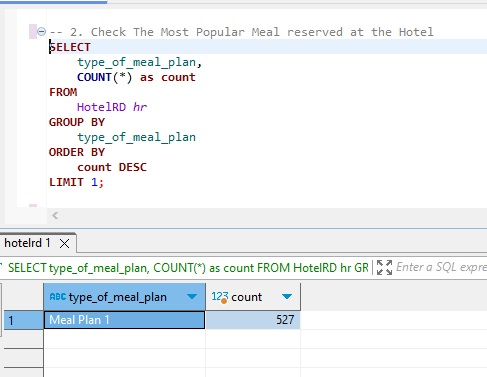 -- 2. Check The Most Popular Meal reserved at the Hotel
SELECT
type_of_meal_plan,
COUNT(*) as count
FROM
HotelRD hr
GROUP BY
type_of_meal_plan
ORDER BY
count DESC
LIMIT 1;
hotelrd 1
SELECT type_of_meal_plan, COUNT(*) as count FROM HotelRD hr GR Enter a SQL expre
ABC type_of_meal_plan 123 count
1 Meal Plan 1 527